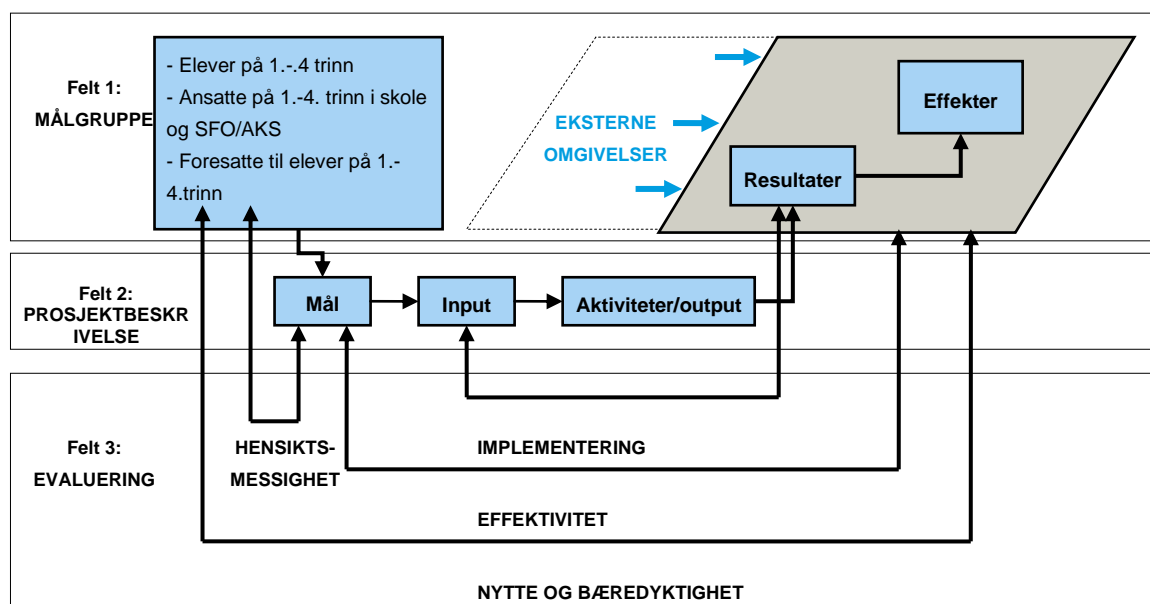 Felt 1:
MÅLGRUPPE
- Elever på 1.-.4 trinn
- Ansatte på 1.-4. trinn i skole
og SFO/AKS
- Foresatte til elever på 1.-
4.trinn
EKSTERNE
OMGIVELSER
Effekter
Resultater
Felt 2:
PROSJEKTBESKR
IVELSE
Mål
Input
Aktiviteter/output
Felt 3:
EVALUERING
HENSIKTS-
MESSIGHET
IMPLEMENTERING
EFFEKTIVITET
NYTTE OG BÆREDYKTIGHET